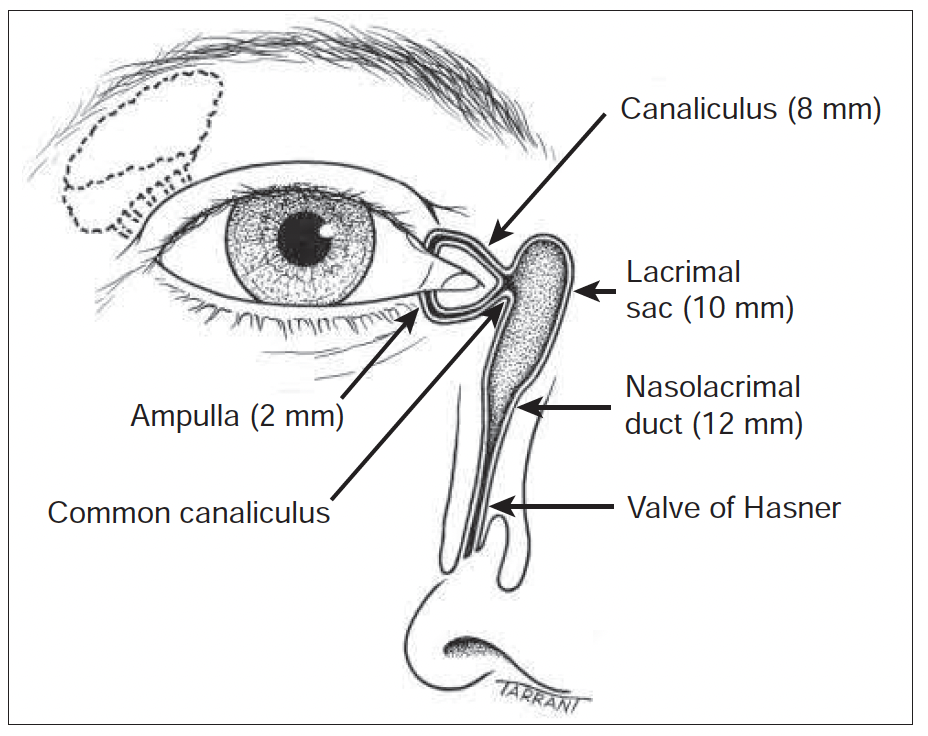 Canaliculus (8 mm)
Lacrimal
sac (10 mm)
Nasolacrimal
duct (12 mm)
Ampulla (2 mm)
Common canaliculus
Valve of Hasner
TARRANT